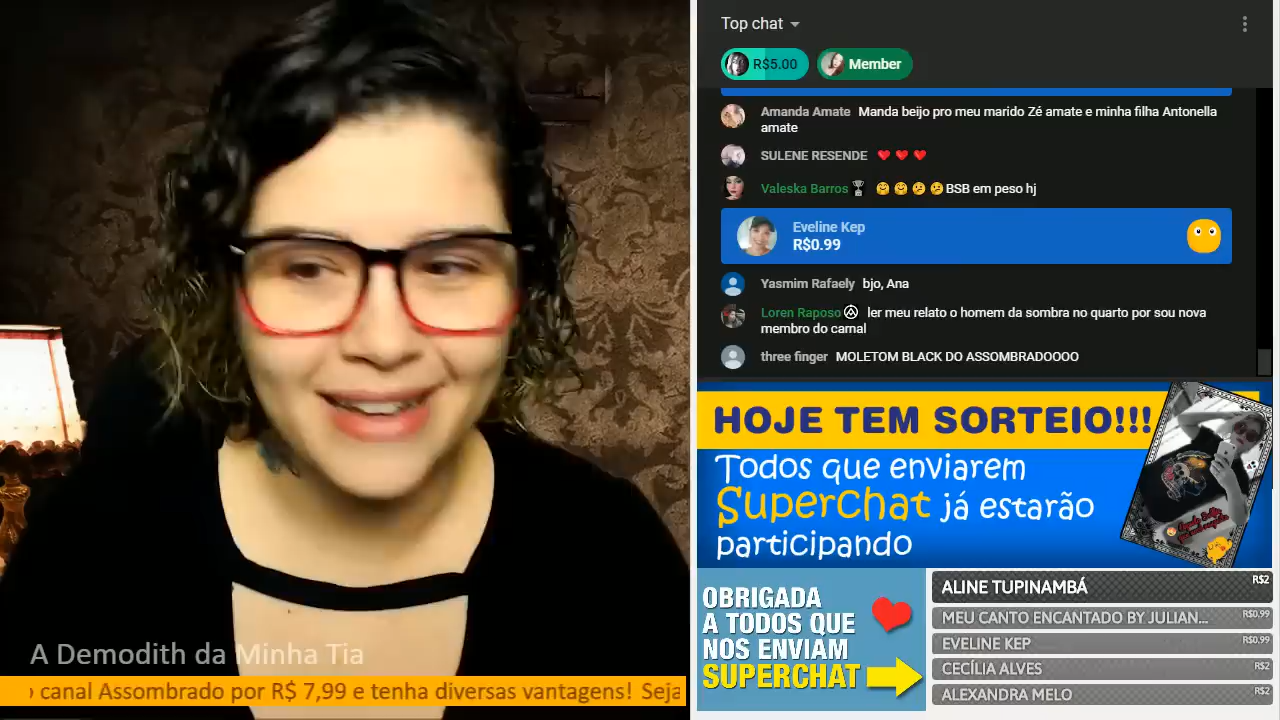 Top chat
R$5.00
Member
Amanda Amate Manda beijo pro meu marido Zé amate e minha filha Antonella
amate
SULENE RESENDE
Valeska Barros BSB em peso hj
Eveline Kep
R$0.99
Yasmim Rafaely bjo, Ana
Loren Raposo ler meu relato o homem da sombra no quarto por sou nova
membro do carnal
three finger MOLETOM BLACK DO ASSOMBRADOOOO
HOJE TEM SORTEIO!!!
Todos que enviarem
Superchat já estarão
participando
OBRIGADA
A TODOS QUE
NOS ENVIAM
SUPERCHAT
ALINE TUPINAMBÁ R$2
MEU CANTO ENCANTADO BY JULIAN... R$0.99
EVELINE KEP R$0.99
CECÍLIA ALVES R$2
ALEXANDRA MELO R$2
A Demodith da Minha Tia
canal Assombrado por R$ 7,99 e tenha diversas vantagens! Seja